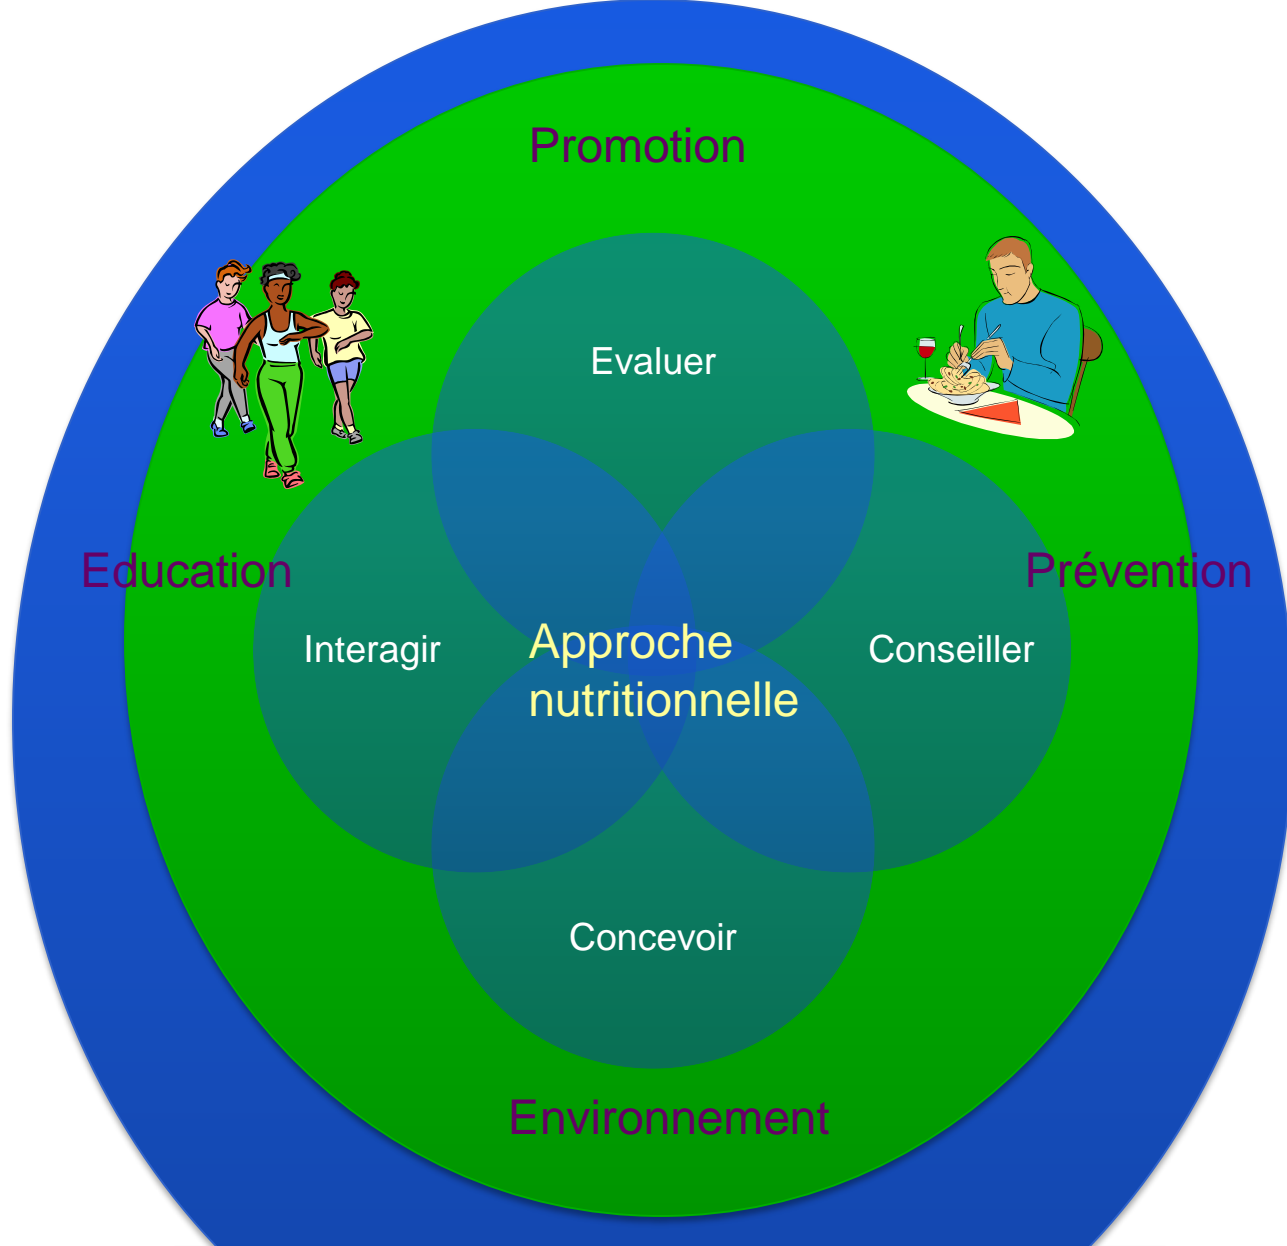 Promotion
Evaluer
Education
Prévention
Interagir
Approche
nutritionnelle
Conseiller
Concevoir
Environnement